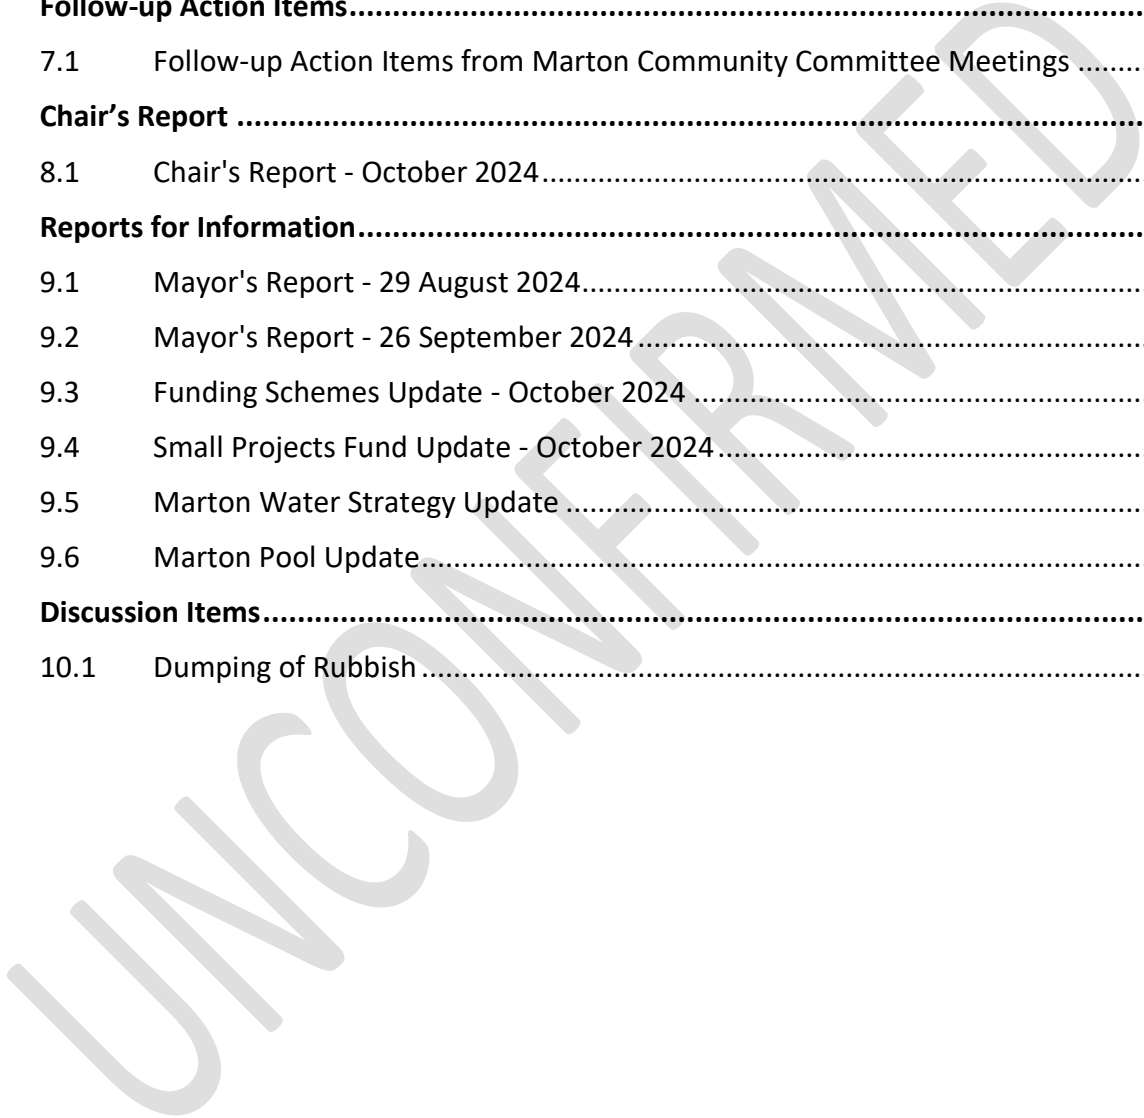 Follow-up Action Items....................................................................................................
7.1 Follow-up Action Items from Marton Community Committee Meetings .........
Chair’s Report ....................................................................................................
8.1 Chair's Report - October 2024....................................................................................................
Reports for Information....................................................................................................
9.1 Mayor's Report - 29 August 2024....................................................................................................
9.2 Mayor's Report - 26 September 2024 ....................................................................................................
9.3 Funding Schemes Update - October 2024 ....................................................................................................
9.4 Small Projects Fund Update - October 2024....................................................................................................
9.5 Marton Water Strategy Update ....................................................................................................
9.6 Marton Pool Update....................................................................................................
Discussion Items....................................................................................................
10.1 Dumping of Rubbish ....................................................................................................
UNCONFIRMED